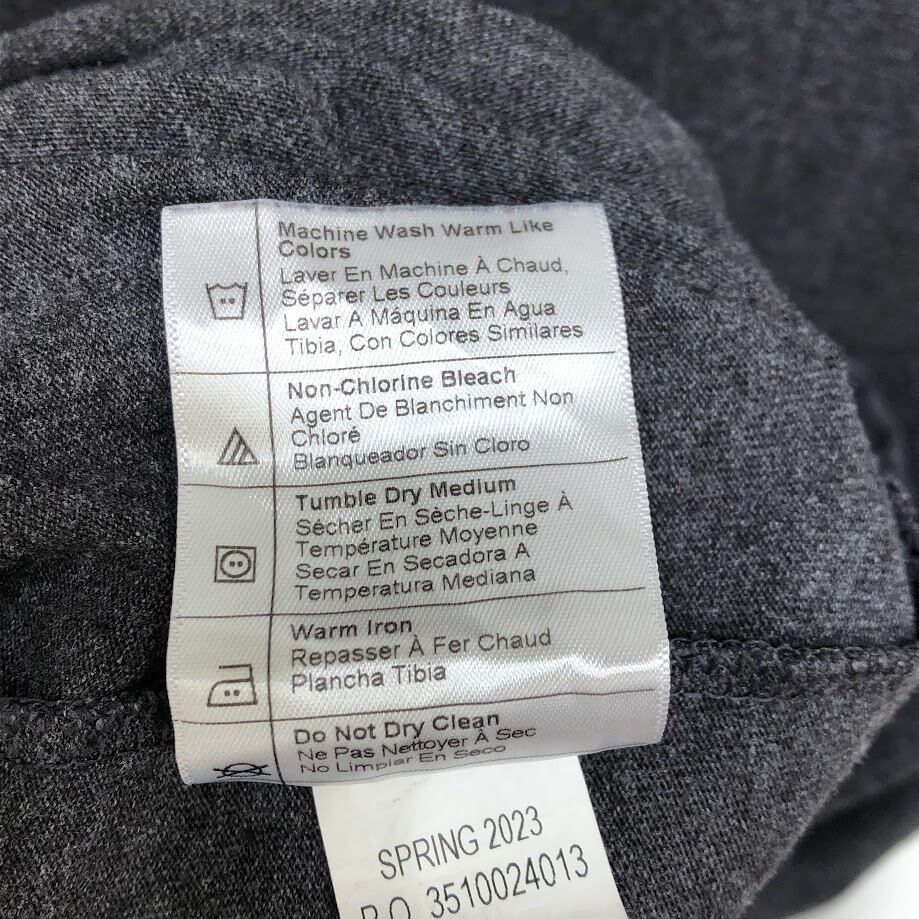 Machine Wash Warm Like
Colors
Laver En Machine À Chaud,
Séparer Les Couleurs
Lavar A Máquina En Agua
Tibia, Con Colores Similares
Non-Chlorine Bleach
Agent De Blanchiment Non
Chloré
Blanqueador Sin Cloro
Tumble Dry Medium
Sécher En Sèche-Linge À
Température Moyenne
Secar En Secadora A
Temperatura Mediana
Warm Iron
Repasser À Fer Chaud
Plancha Tibia
Do Not Dry Clean
Ne Pas Nettoyer À Sec
No Limpiar En Seco
SPRING 2023
P.O. 3510024013